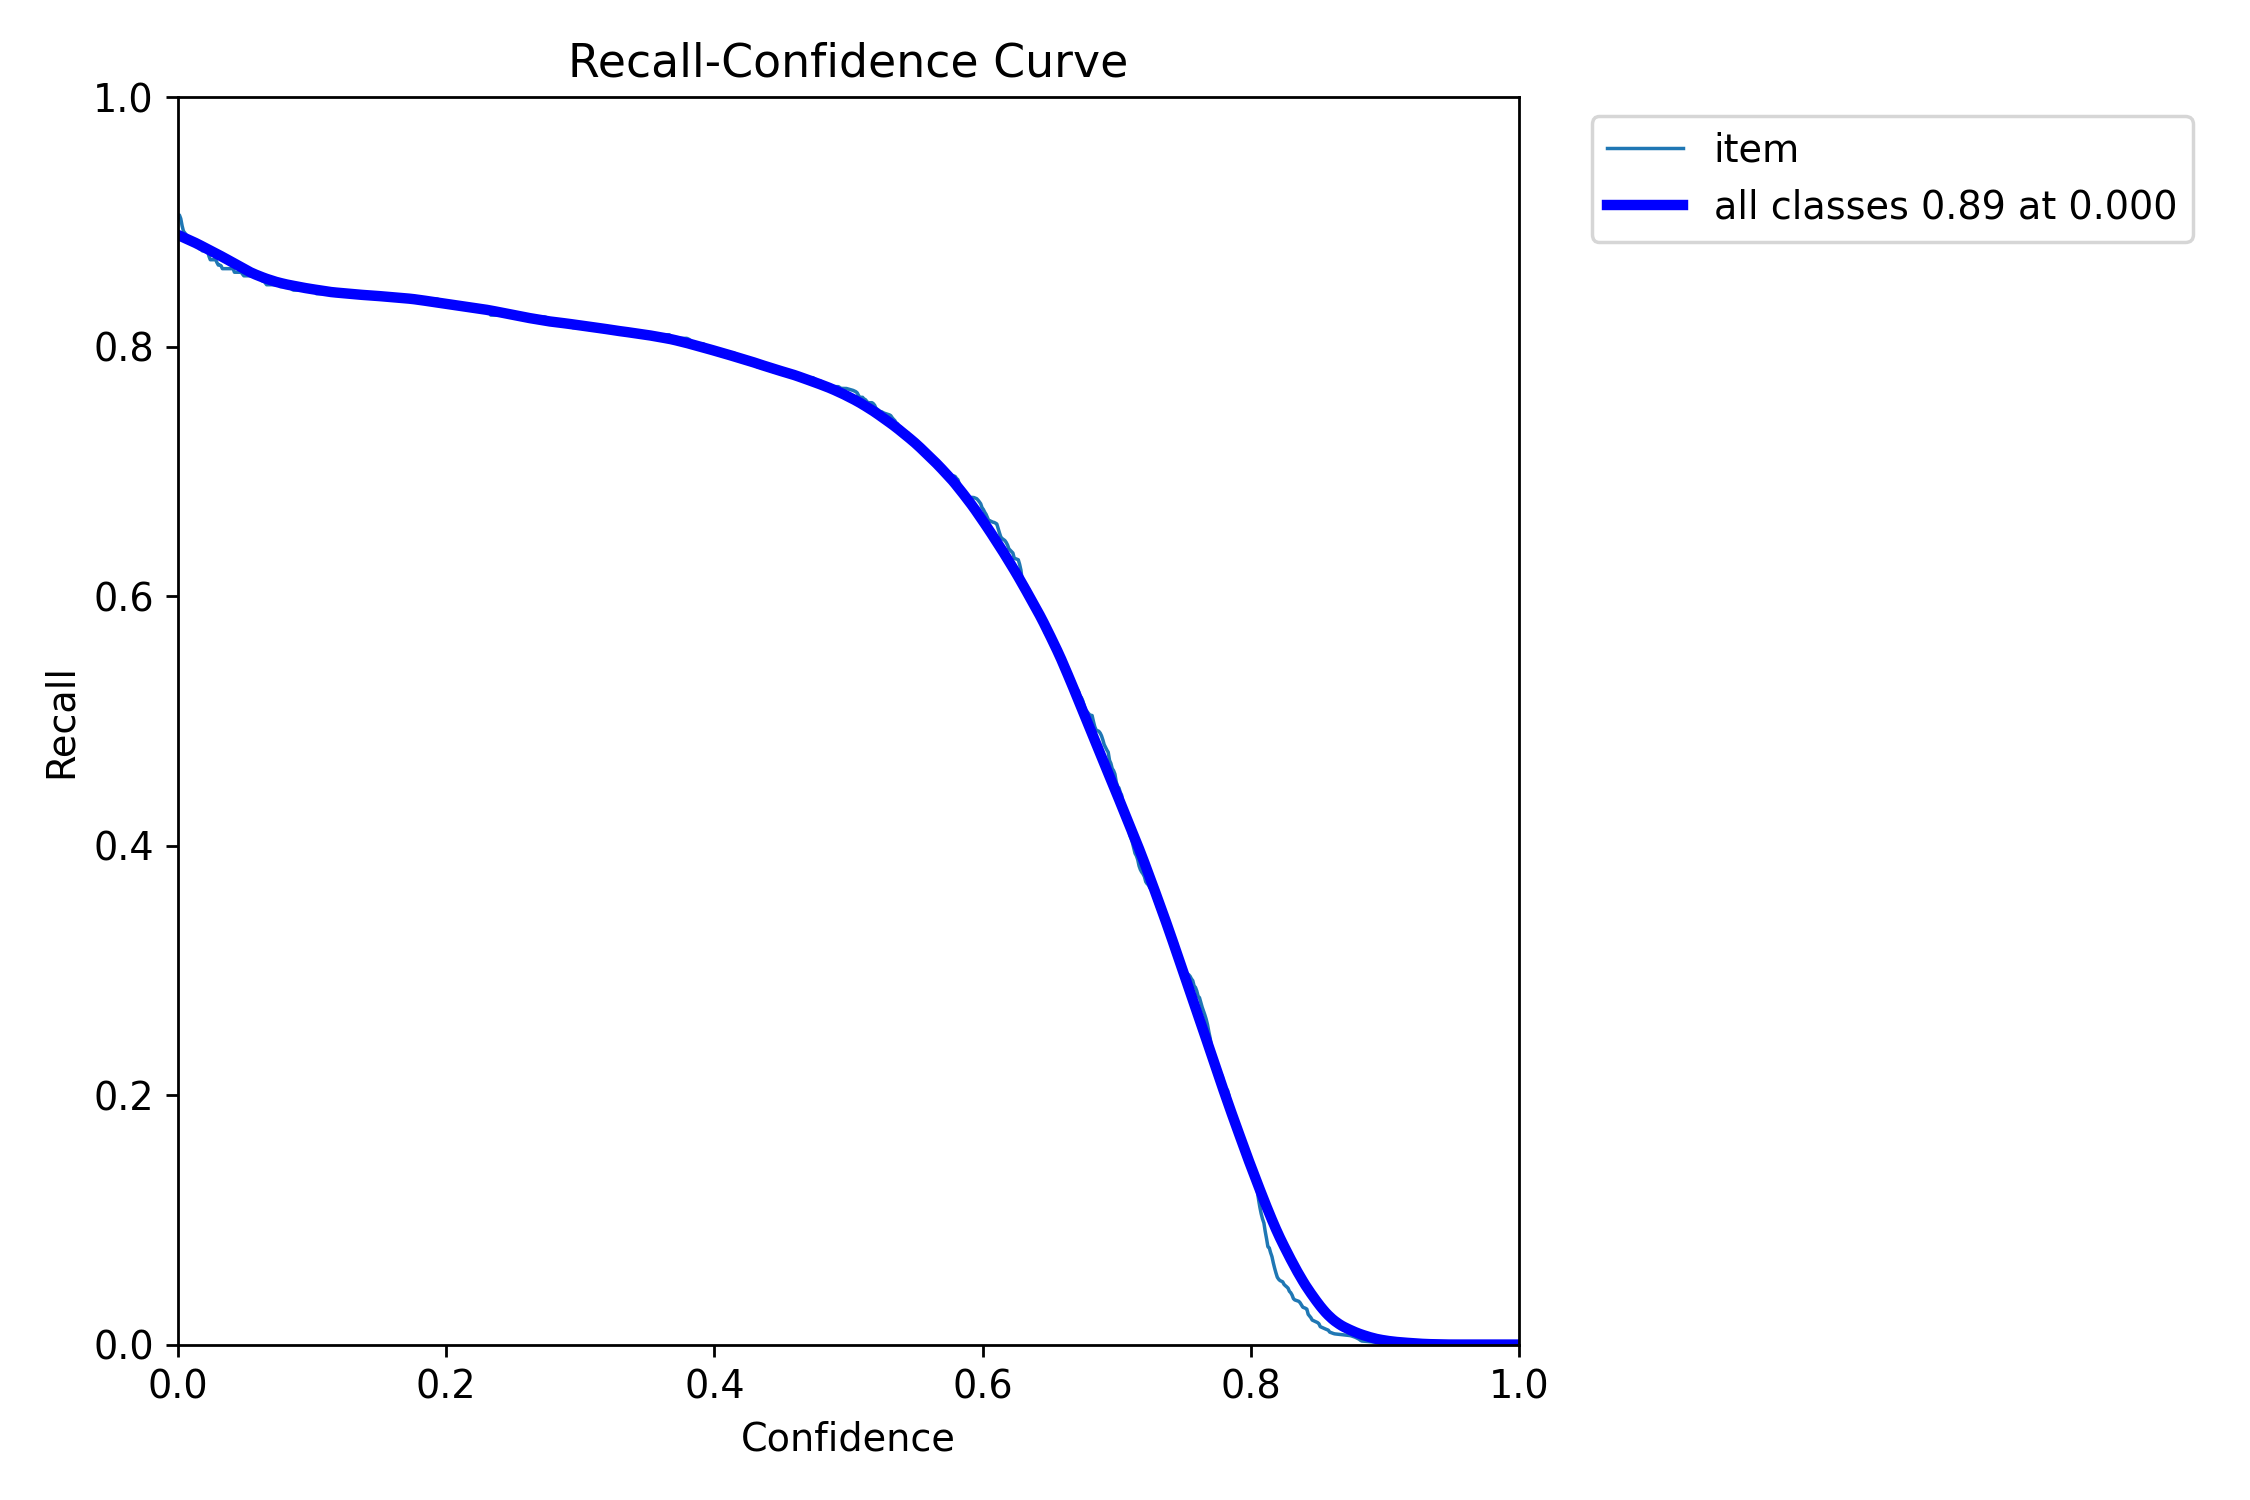 Recall-Confidence Curve
item
all classes 0.89 at 0.000
1.0
0.8
0.6
0.4
0.2
0.0
Recall
0.0 0.2 0.4 0.6 0.8 1.0
Confidence